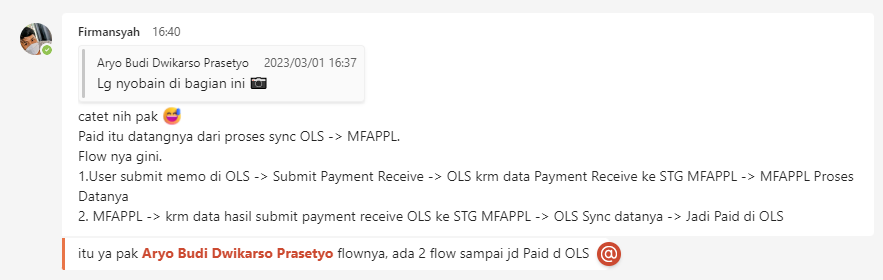 Firmansyah 16:40
Aryo Budi Dwikarso Prasetyo 2023/03/01 16:37
Lg nyobain di bagian ini 📷
catet nih pak 😅
Paid itu datangnya dari proses sync OLS -> MFAPPL.
Flow nya gini.
1.User submit memo di OLS -> Submit Payment Receive -> OLS krm data Payment Receive ke STG MFAPPL -> MFAPPL Proses
Datanya
2. MFAPPL -> krm data hasil submit payment receive OLS ke STG MFAPPL -> OLS Sync datanya -> Jadi Paid di OLS
itu ya pak Aryo Budi Dwikarso Prasetyo flownya, ada 2 flow sampai jd Paid d OLS @